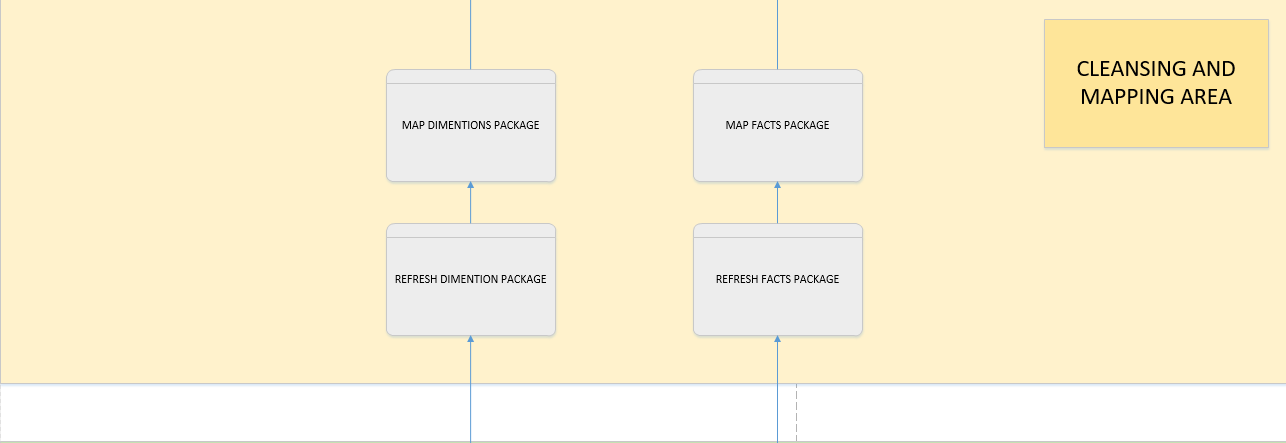 CLEANSING AND
MAPPING AREA
MAP DIMENTIONS PACKAGE
MAP FACTS PACKAGE
REFRESH DIMENTION PACKAGE
REFRESH FACTS PACKAGE